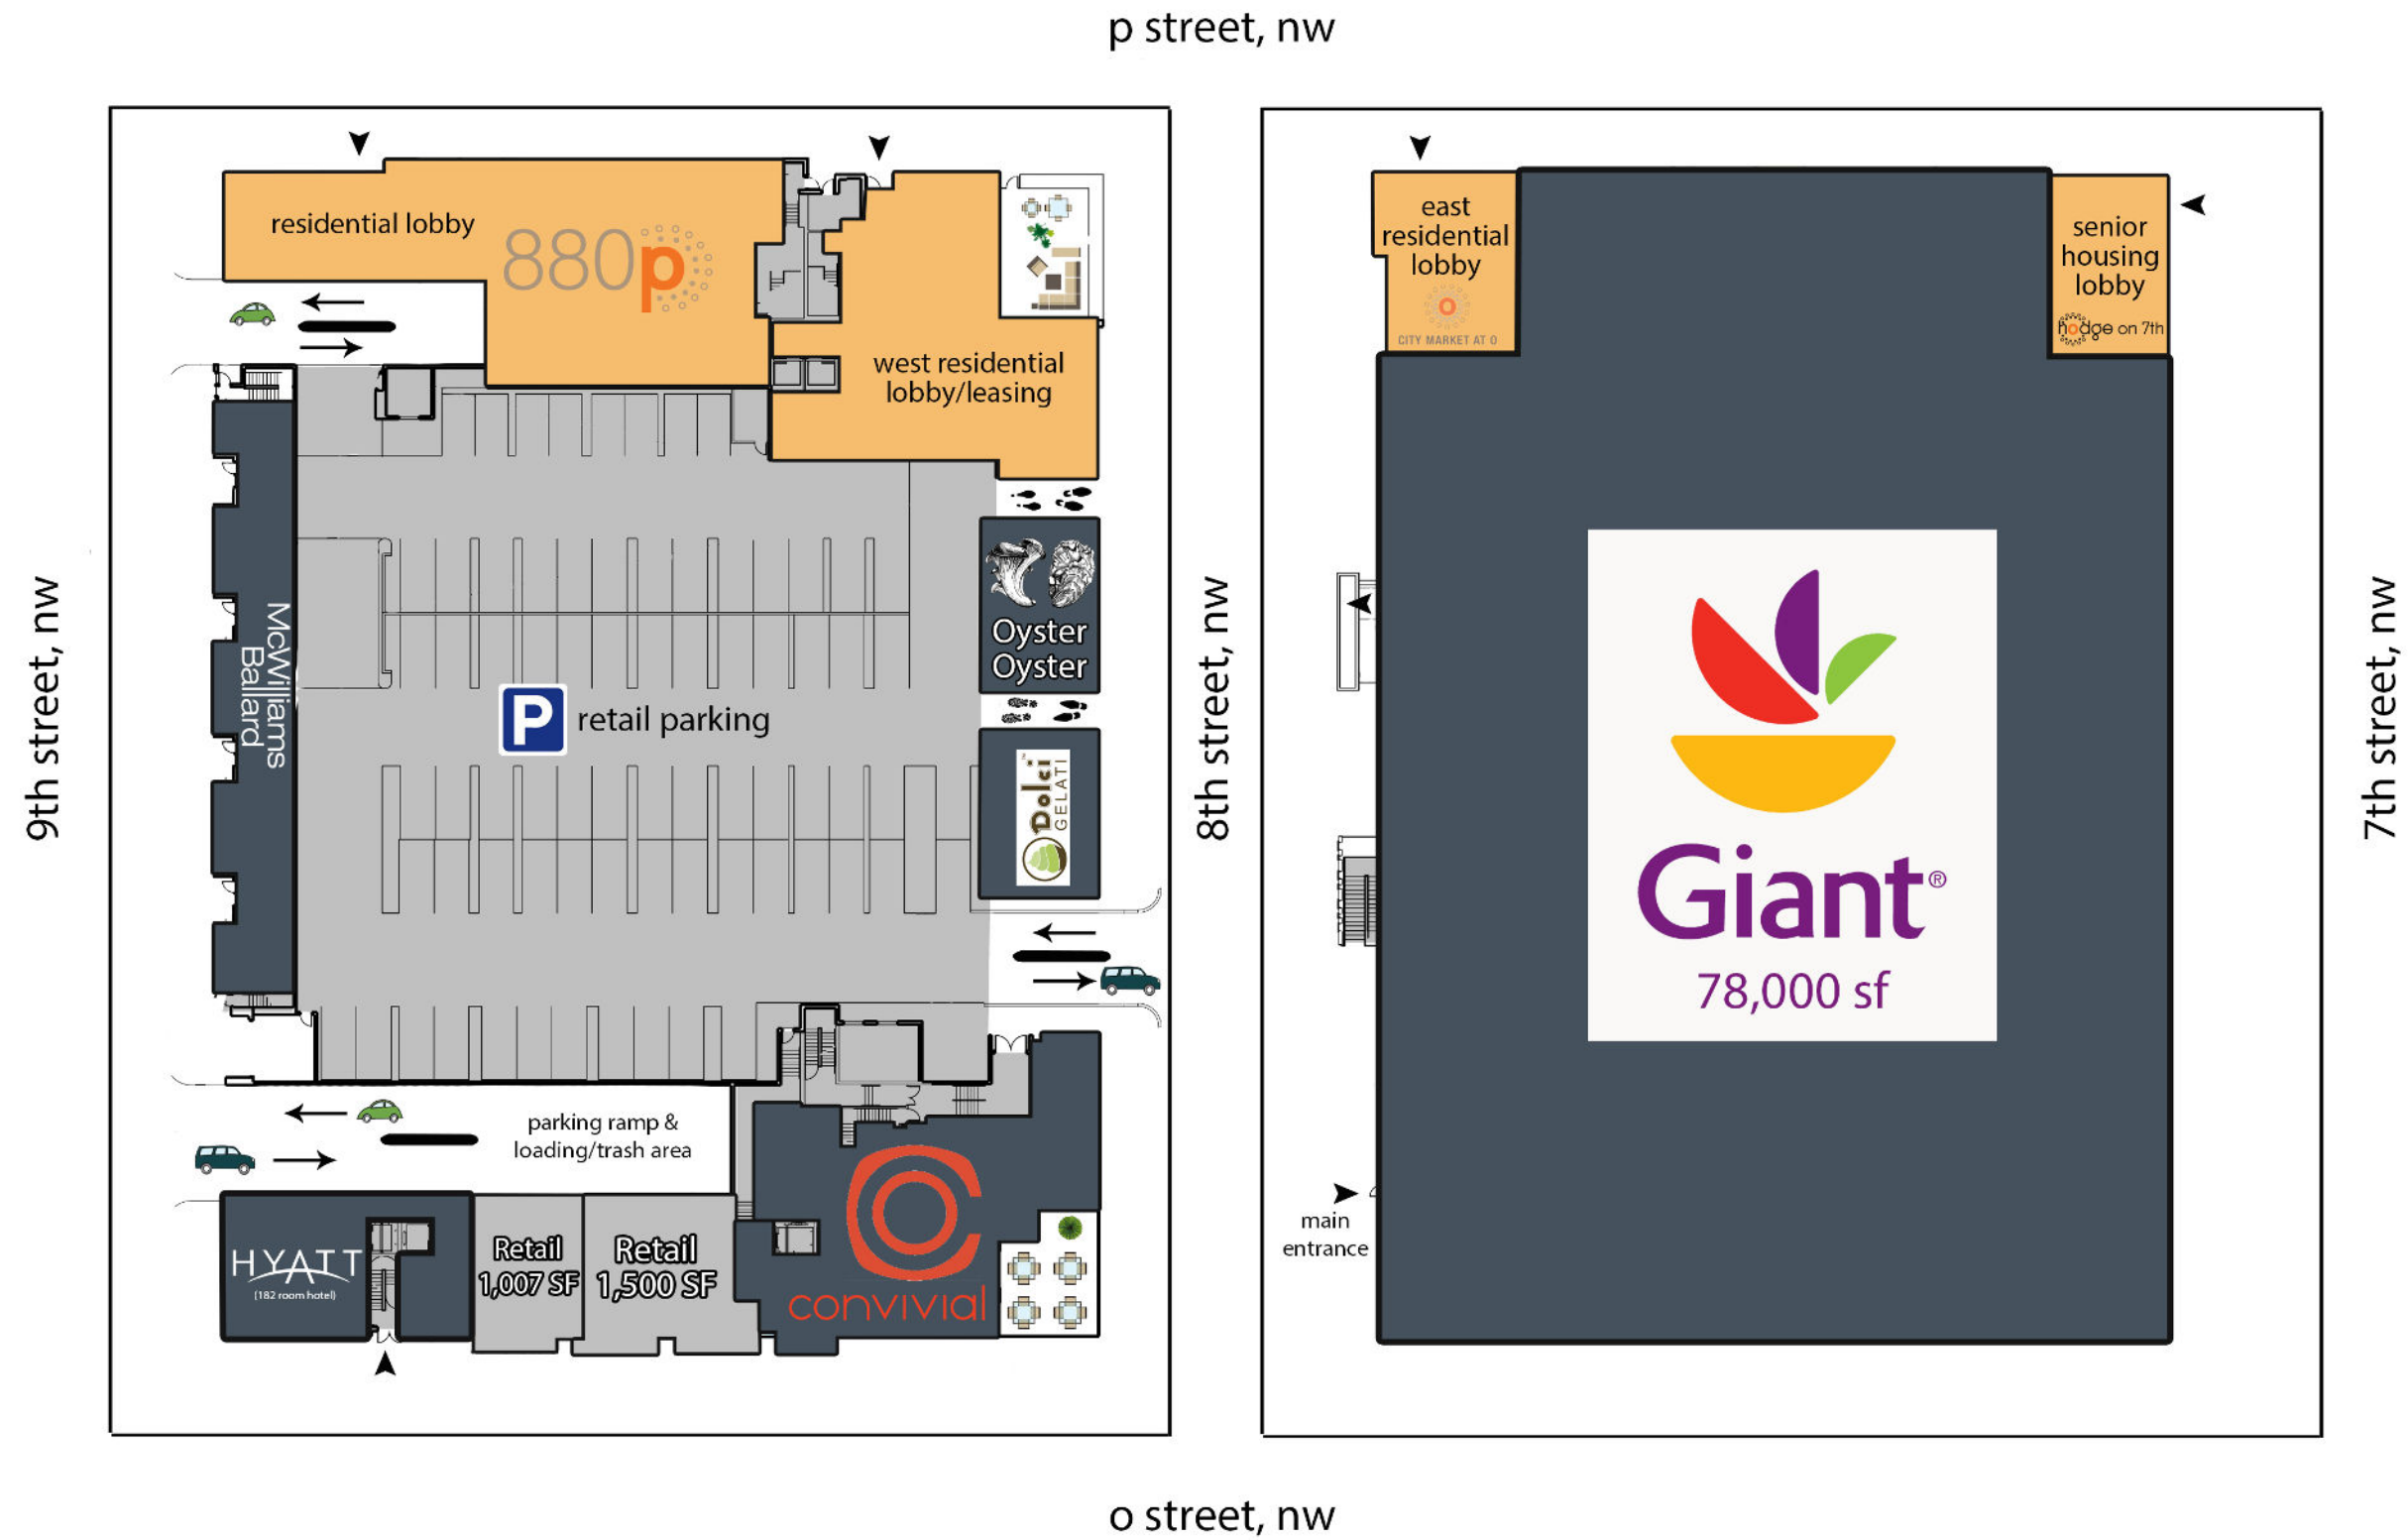 p street, nw
residential lobby
880p
west residential
lobby/leasing
east
residential
lobby
o
CITY MARKET AT O
senior
housing
lobby
hodge on 7th
9th street, nw
McWilliams
Ballard
Oyster
Oyster
P retail parking
Dolci
GELATI
8th street, nw
Giant®
78,000 sf
7th street, nw
parking ramp &
loading/trash area
main
entrance
HYATT
(182 room hotel)
Retail
1,007 SF
Retail
1,500 SF
convivial
o street, nw